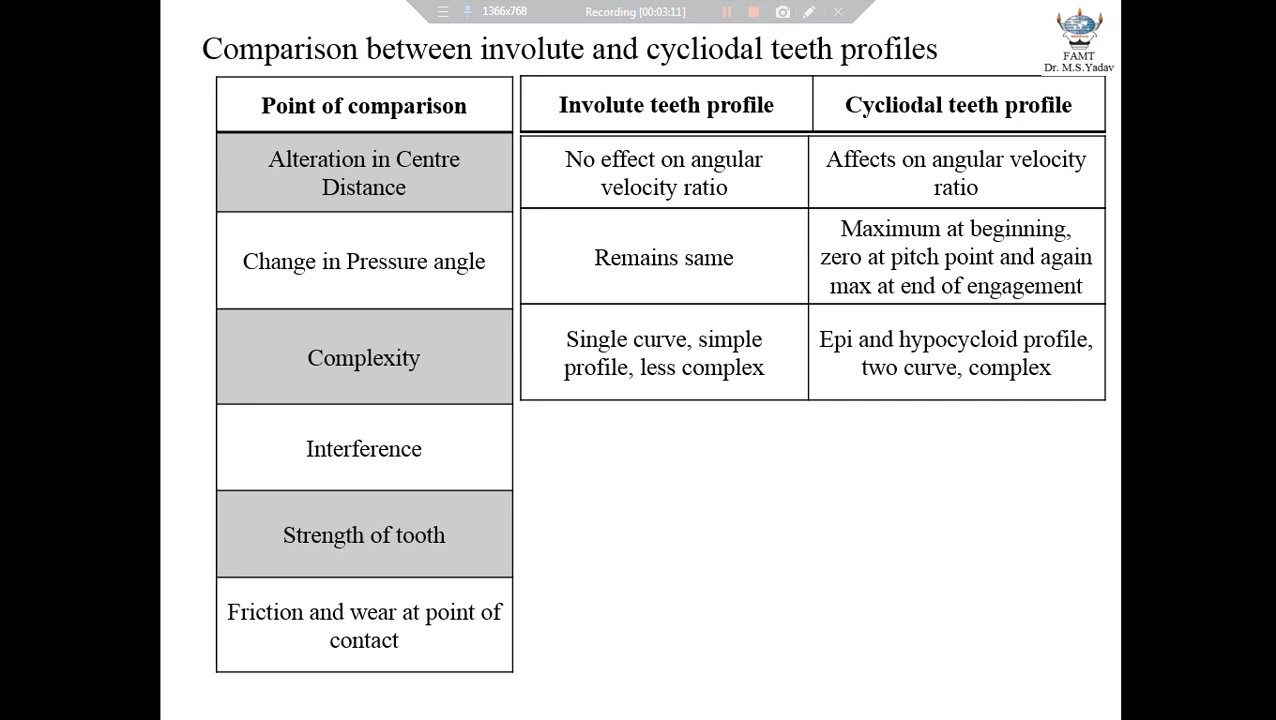 1366x768
Recording [00:03:11]
Comparison between involute and cycliodal teeth profiles
FAMT
Dr. M.S.Yadav
Point of comparison
Involute teeth profile
Cycliodal teeth profile
Alteration in Centre
Distance
No effect on angular
velocity ratio
Affects on angular velocity
ratio
Change in Pressure angle
Remains same
Maximum at beginning,
zero at pitch point and again
max at end of engagement
Complexity
Single curve, simple
profile, less complex
Epi and hypocycloid profile,
two curve, complex
Interference
Strength of tooth
Friction and wear at point of
contact